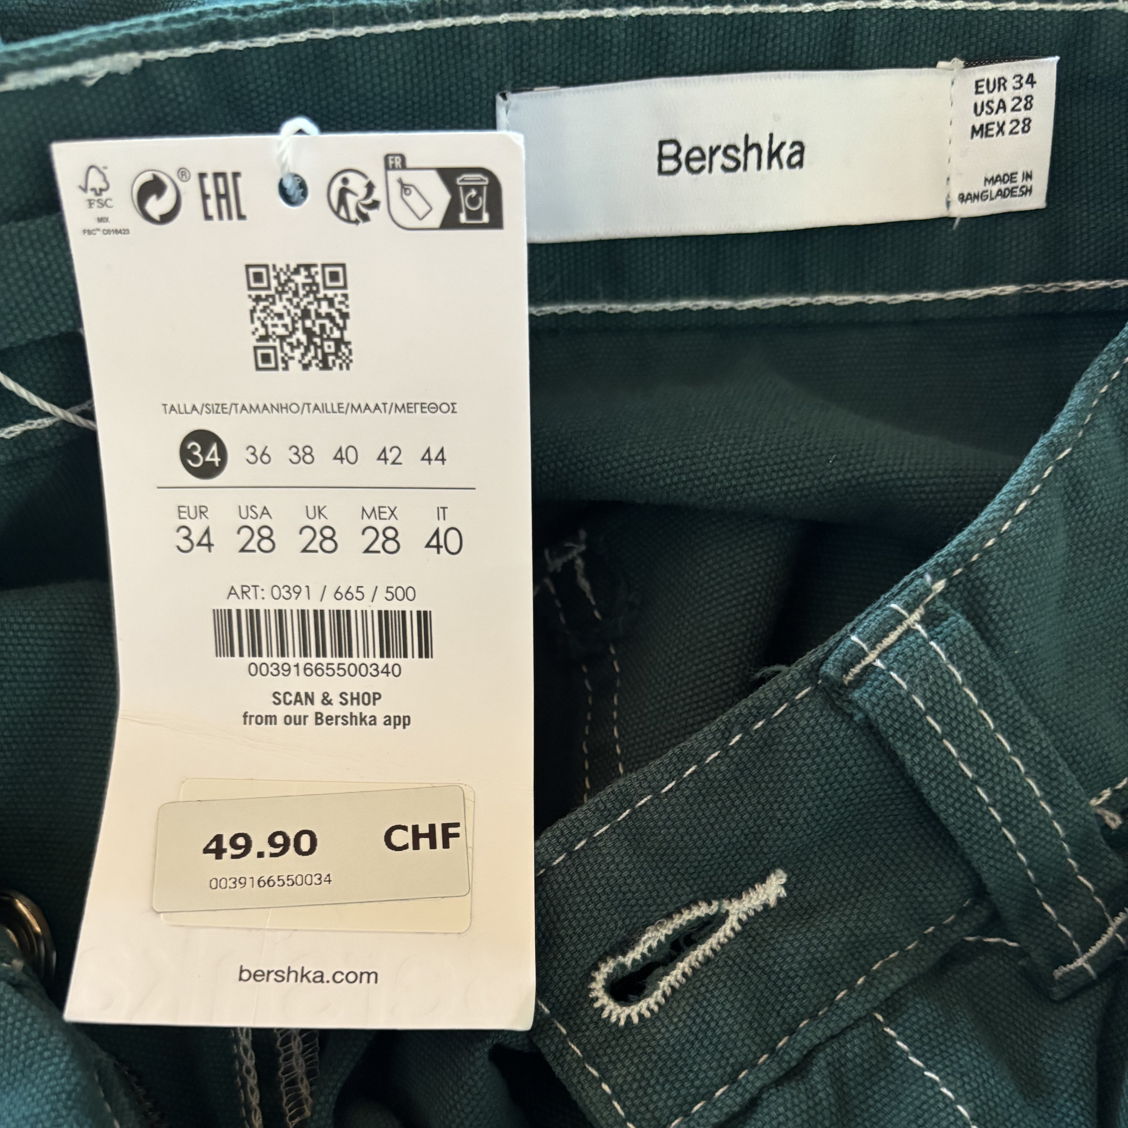 Bershka
EUR 34
USA 28
MEX 28
MADE IN
BANGLADESH
FSC
MIX
FSC™ C016423
®
EAC
FR
TALLA/SIZE/TAMANHO/TAILLE/MAAT/ΜΕΓΕΘΟΣ
34 36 38 40 42 44
EUR USA UK MEX IT
34 28 28 28 40
ART: 0391 / 665 / 500
00391665500340
SCAN & SHOP
from our Bershka app
49.90 CHF
0039166550034
bershka.com